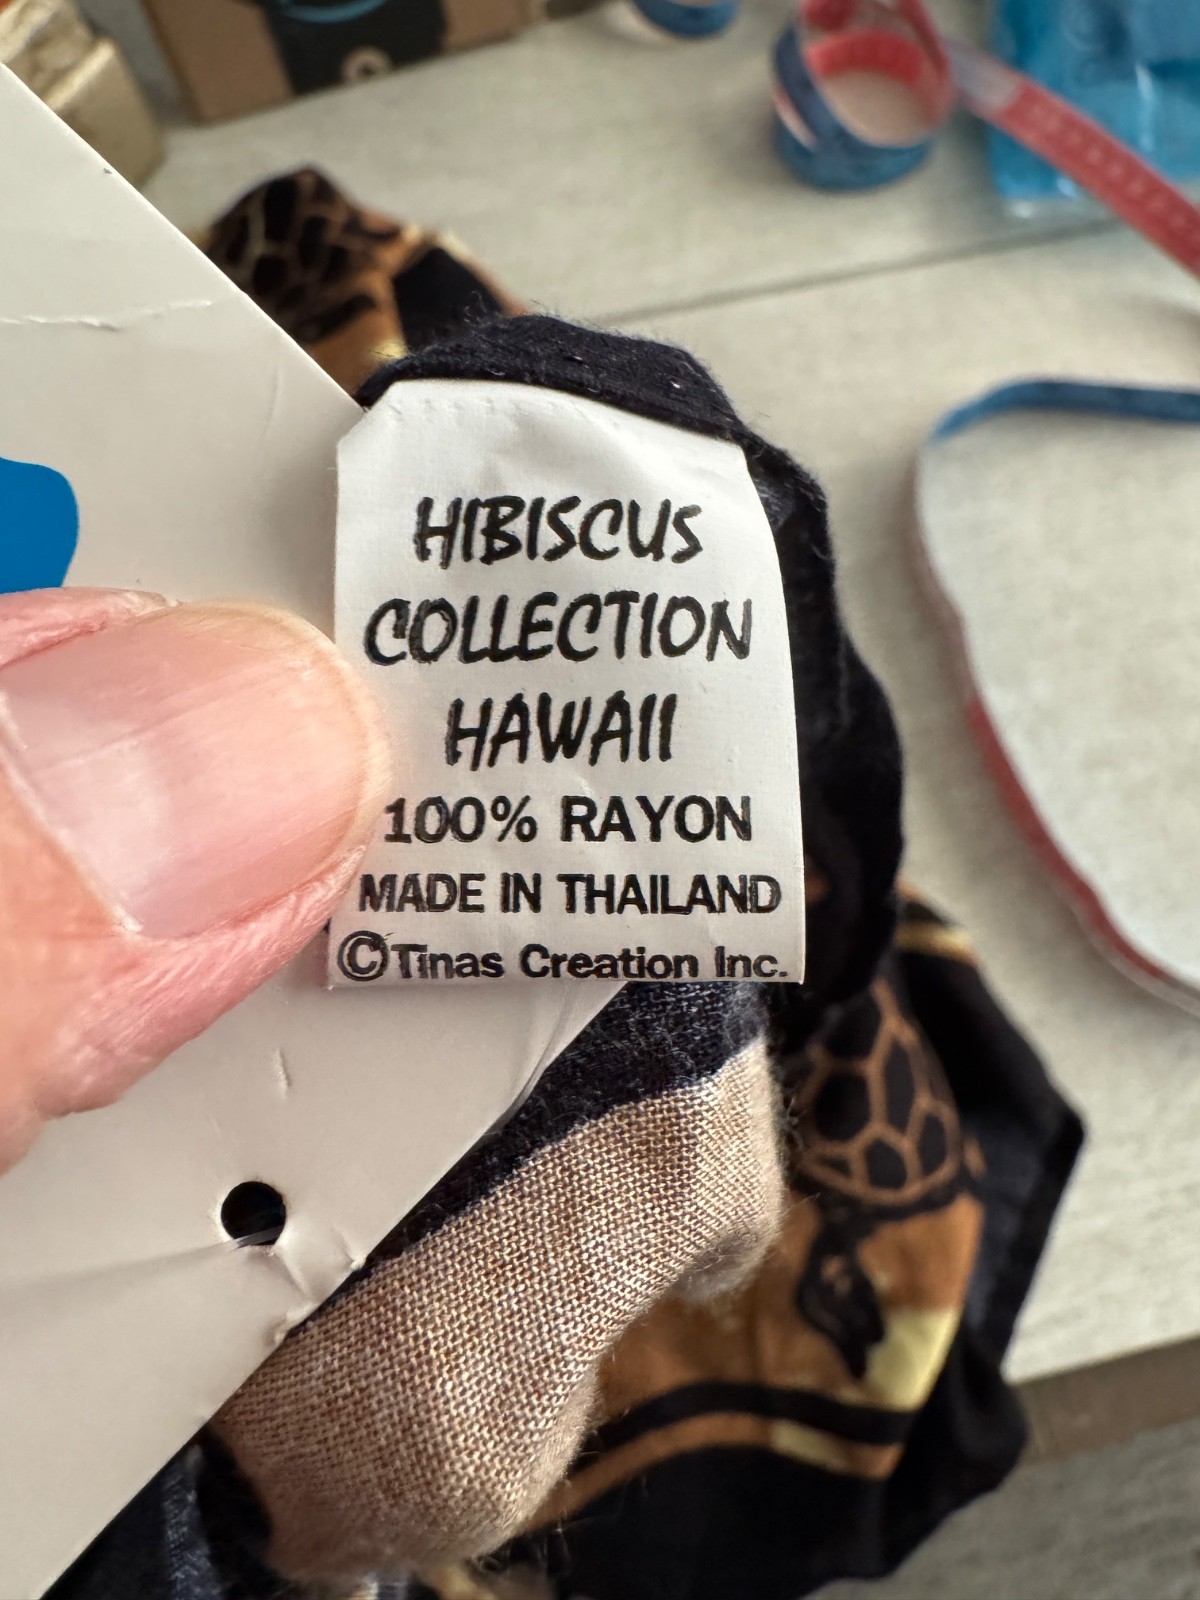 HIBISCUS
COLLECTION
HAWAII
100% RAYON
MADE IN THAILAND
©Tinas Creation Inc.